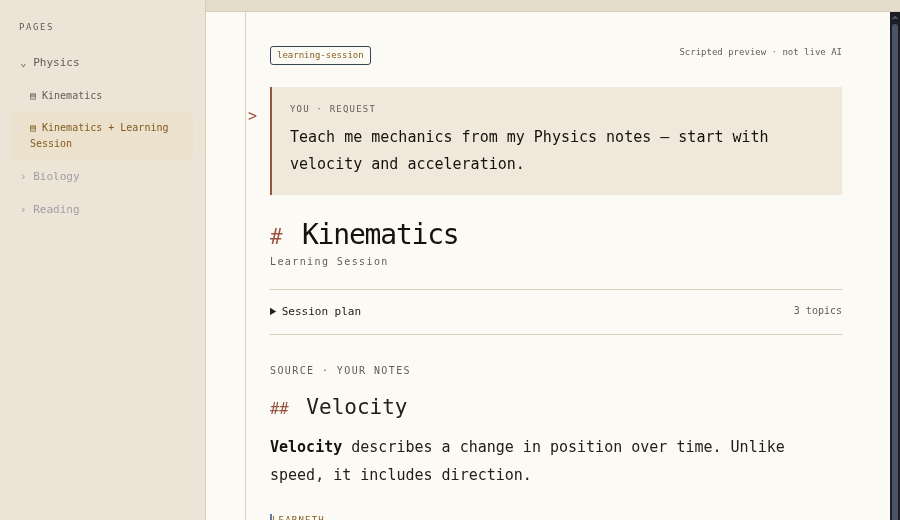 PAGES
⌄ Physics
Kinematics
Kinematics + Learning
Session
› Biology
› Reading
learning-session
Scripted preview · not live AI
>
YOU · REQUEST
Teach me mechanics from my Physics notes — start with
velocity and acceleration.
# Kinematics
Learning Session
▶ Session plan
3 topics
SOURCE · YOUR NOTES
## Velocity
Velocity describes a change in position over time. Unlike
speed, it includes direction.
LEARNETH